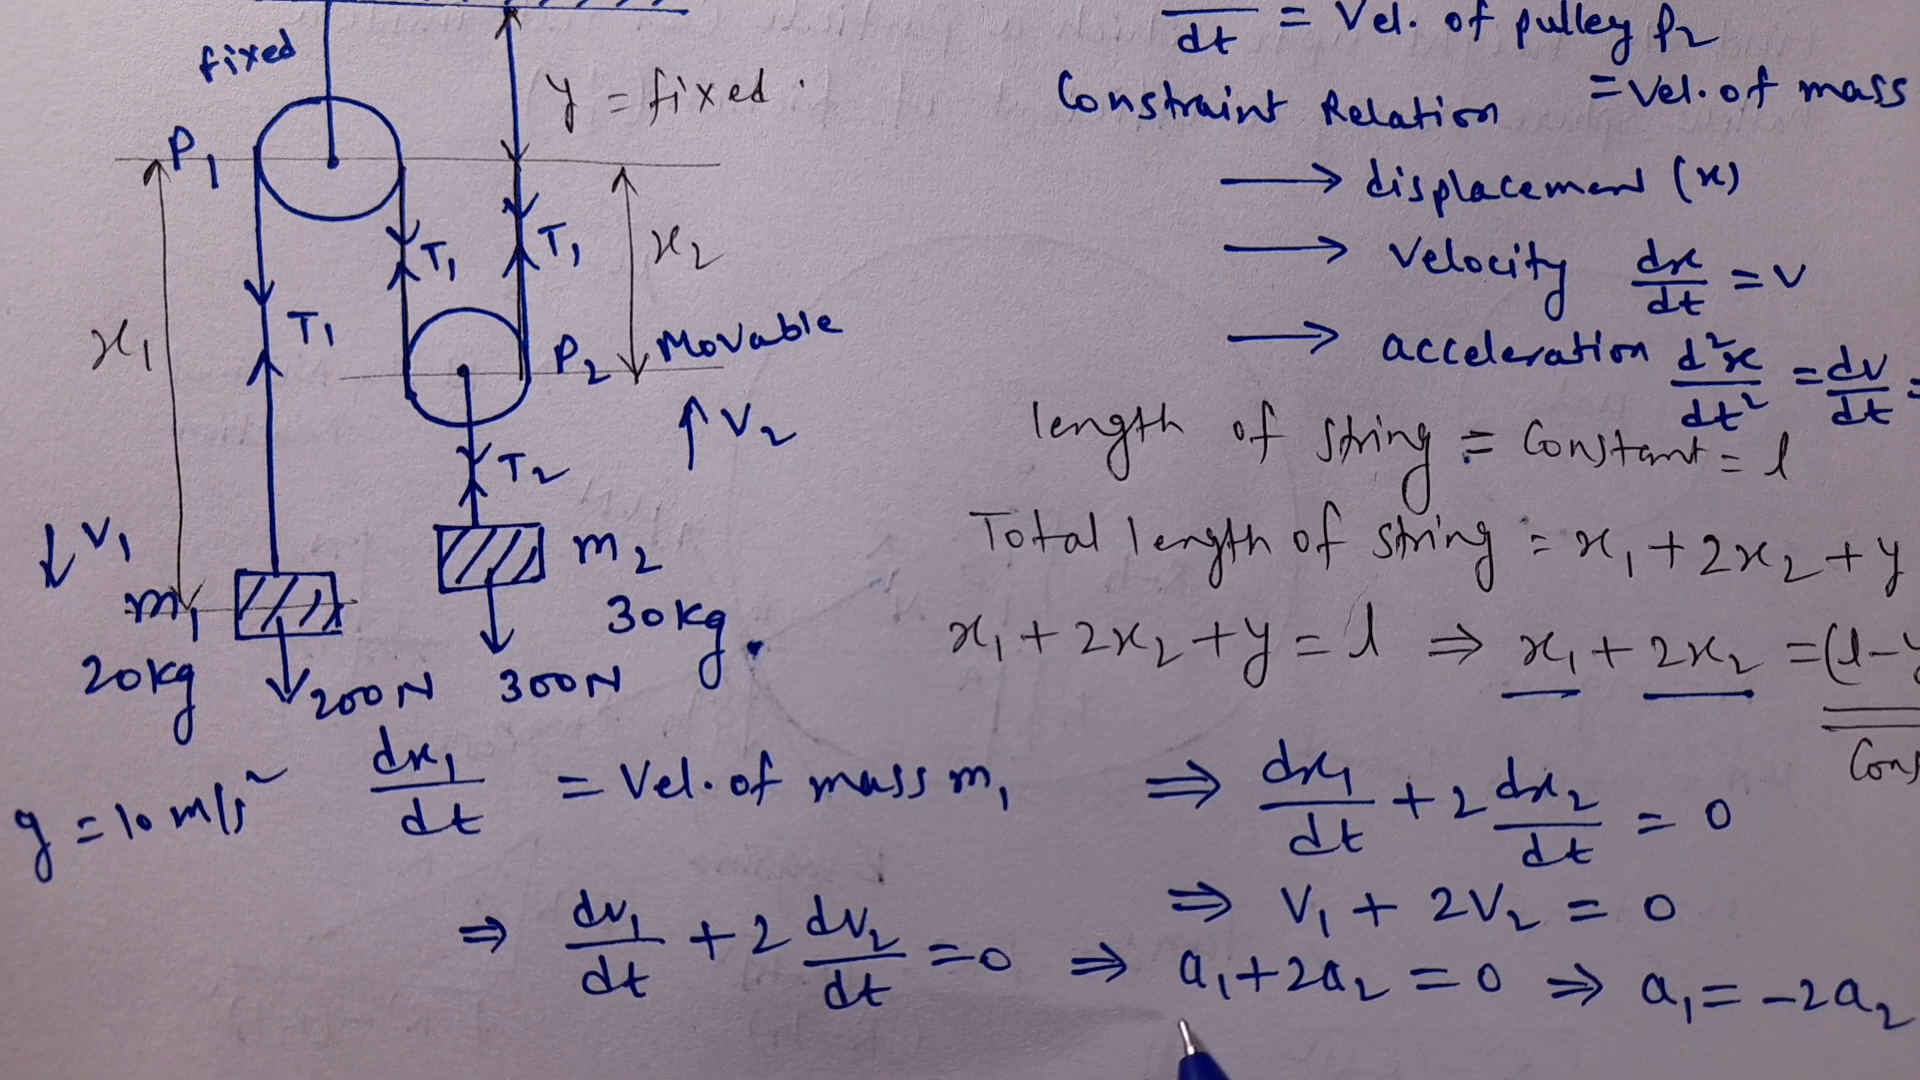 fixed
y = fixed.
P₁
T₁
T₁
x₂
x₁
T₁
P₂
Movable
↑ V₂
T₂
↓ V₁
m₁
m₂
20kg
30kg
200N
300N
g = 10 m/s²
dx₁/dt = Vel. of mass m₁
⇒ dv₁/dt + 2 dv₂/dt = 0
dt = Vel. of pulley P₂
= Vel. of mass
Constraint Relation
→ displacement (x)
→ Velocity dx/dt = v
→ acceleration d²x/dt² = dv/dt =
length of string = Constant = l
Total length of string = x₁ + 2x₂ + y
x₁ + 2x₂ + y = l ⇒ x₁ + 2x₂ = (l - y
Cons
⇒ dx₁/dt + 2 dx₂/dt = 0
⇒ V₁ + 2V₂ = 0
⇒ a₁ + 2a₂ = 0 ⇒ a₁ = -2a₂